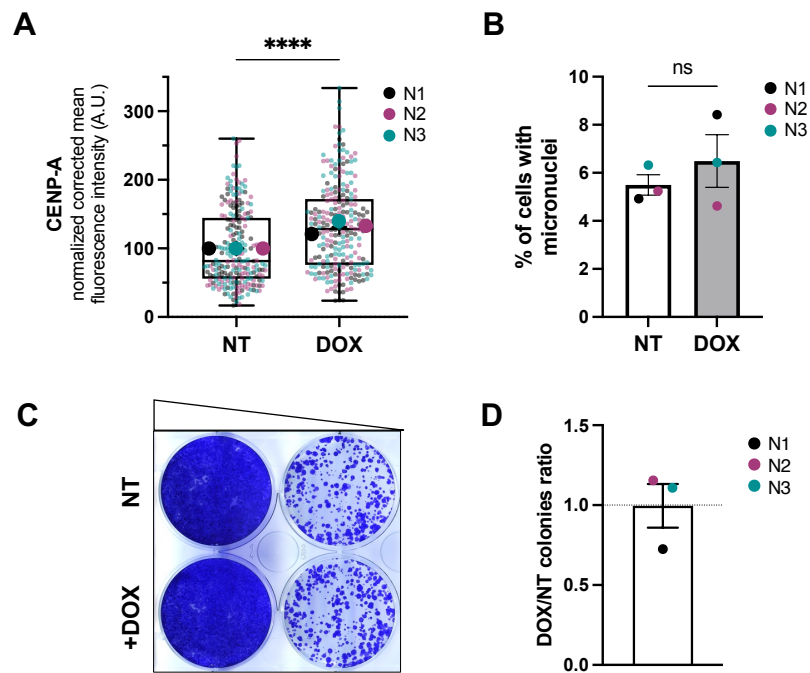 A
****
CENP-A
normalized corrected mean
fluorescence intensity (A.U.)
300
200
100
0
NT
DOX
N1
N2
N3
B
ns
% of cells with
micronuclei
10
8
6
4
2
0
NT
DOX
N1
N2
N3
C
NT
+DOX
D
DOX/NT colonies ratio
1.5
1.0
0.5
0.0
N1
N2
N3